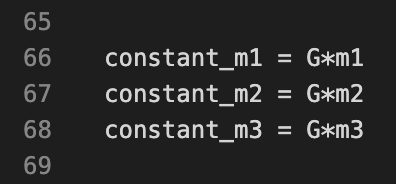 65
66 constant_m1 = G*m1
67 constant_m2 = G*m2
68 constant_m3 = G*m3
69